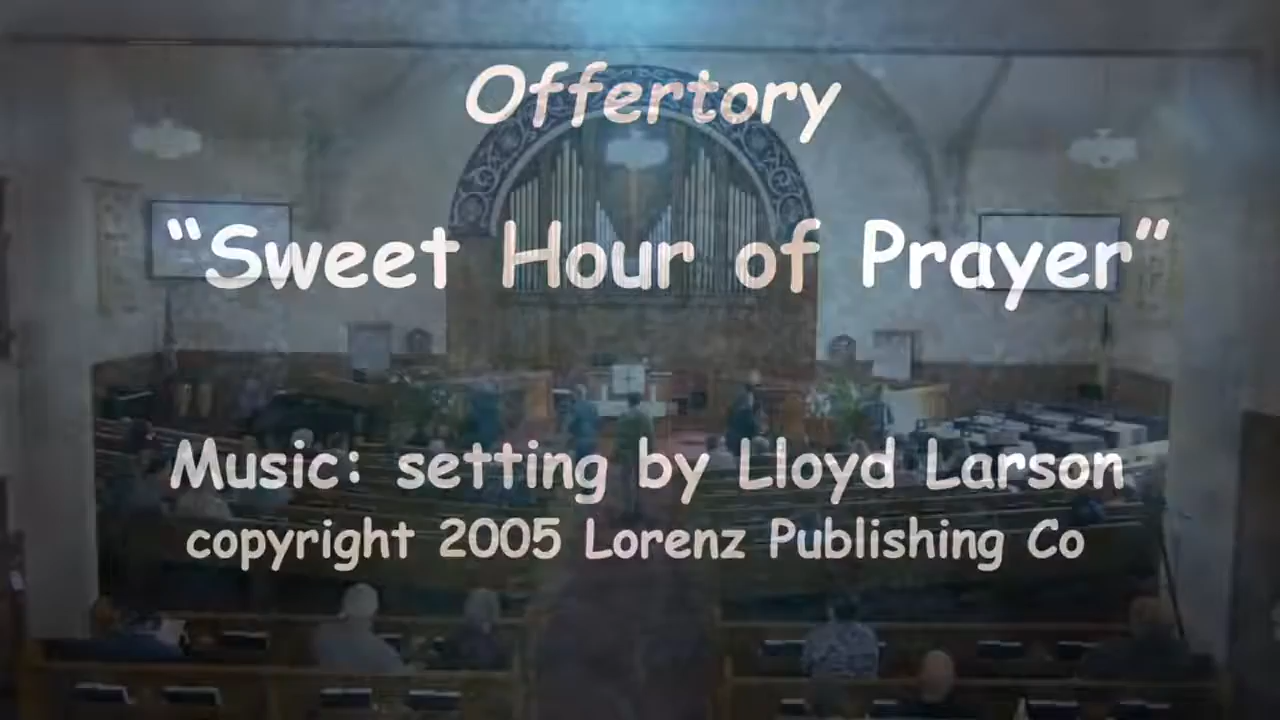 Offertory
“Sweet Hour of Prayer”
Music: setting by Lloyd Larson
copyright 2005 Lorenz Publishing Co